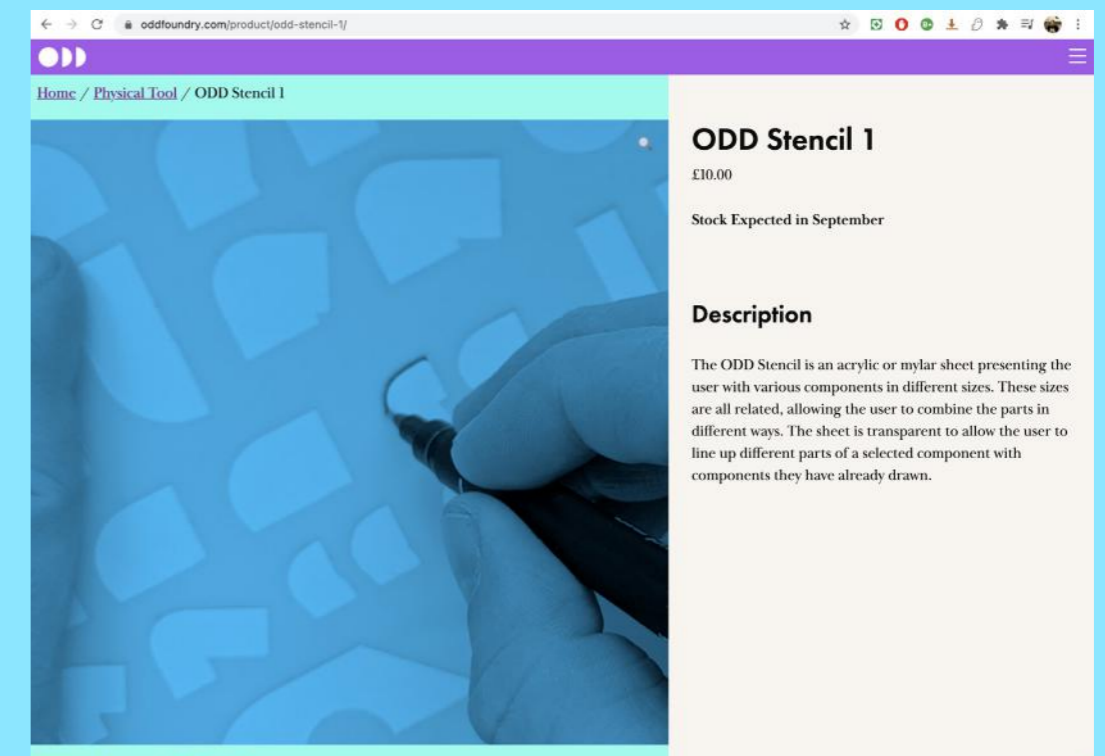 oddfoundry.com/product/odd-stencil-1/
ODD
Home / Physical Tool / ODD Stencil 1
ODD Stencil 1
£10.00
Stock Expected in September
Description
The ODD Stencil is an acrylic or mylar sheet presenting the
user with various components in different sizes. These sizes
are all related, allowing the user to combine the parts in
different ways. The sheet is transparent to allow the user to
line up different parts of a selected component with
components they have already drawn.